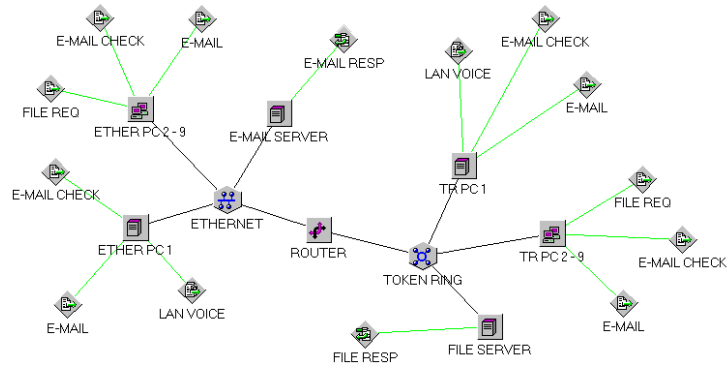 E-MAIL CHECK
E-MAIL
E-MAIL RESP
E-MAIL CHECK
LAN VOICE
E-MAIL
FILE REQ
ETHER PC 2 - 9
E-MAIL SERVER
TR PC 1
E-MAIL CHECK
FILE REQ
ETHERNET
ETHER PC 1
ROUTER
TR PC 2 - 9
E-MAIL CHECK
TOKEN RING
E-MAIL
LAN VOICE
E-MAIL
FILE RESP
FILE SERVER